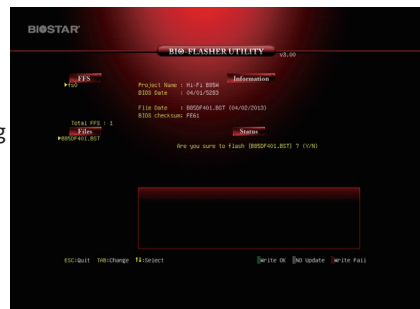 g
BIOSTAR
BIO-FLASHER UTILITY v3.00
FFS
▶fs0
Total FFS : 1
Files
▶B85DF401.BST
Information
Project Name : Hi-Fi B85W
BIOS Date : 04/01/5203
File Date : B85DF401.BST (04/02/2013)
BIOS checksum: FE61
Status
Are you sure to flash [B85DF401.BST] ? (Y/N)
ESC:Quit TAB:Change ↑↓:Select
Write OK NO Update Write Fail